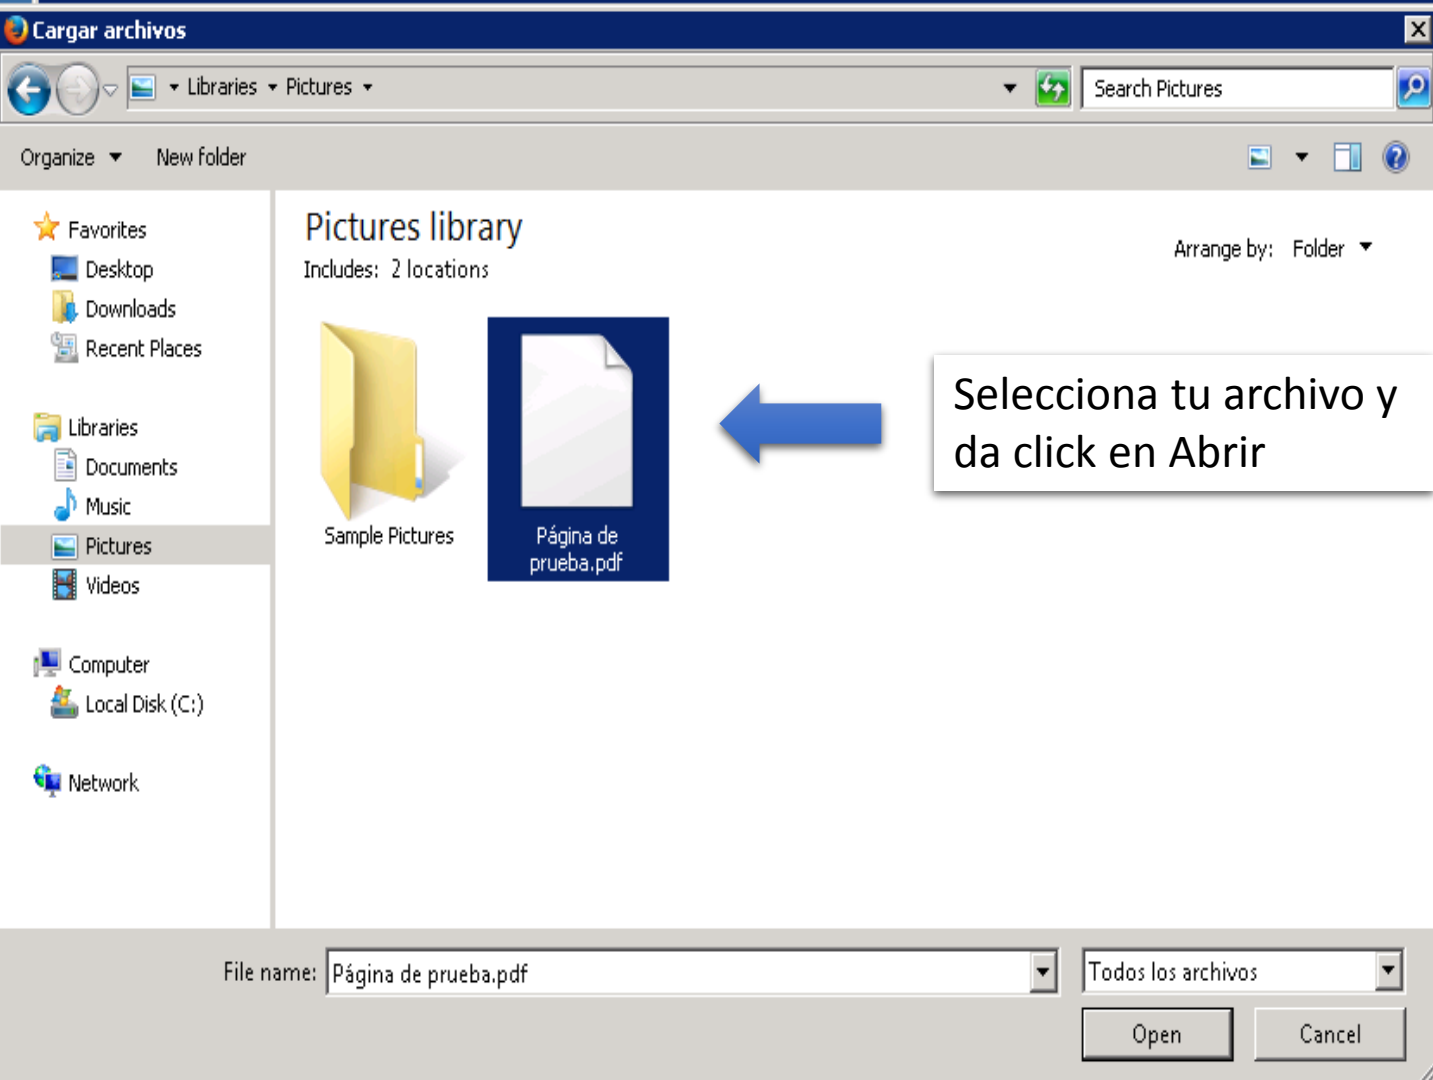 Cargar archivos
Libraries Pictures
Search Pictures
Organize New folder
Favorites
Desktop
Downloads
Recent Places
Libraries
Documents
Music
Pictures
Videos
Computer
Local Disk (C:)
Network
Pictures library
Includes: 2 locations
Arrange by: Folder
Sample Pictures
Página de
prueba.pdf
Selecciona tu archivo y
da click en Abrir
File name: Página de prueba.pdf
Todos los archivos
Open Cancel